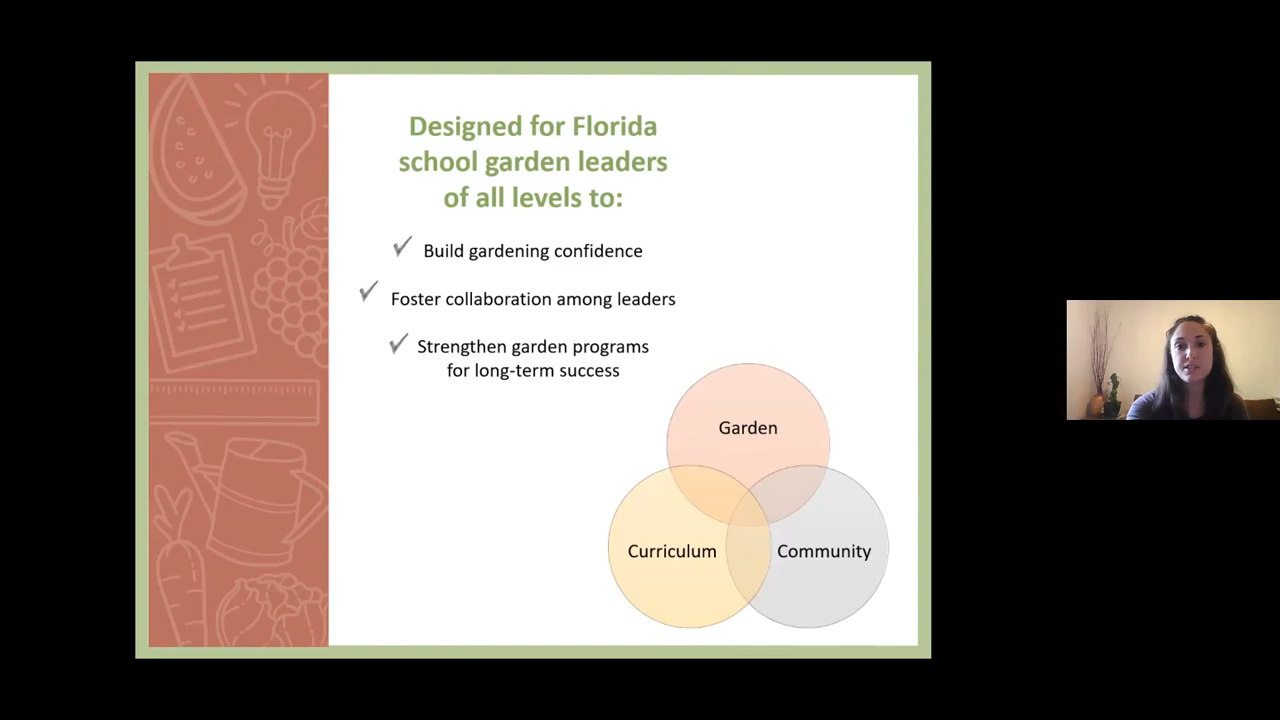 Designed for Florida
school garden leaders
of all levels to:
Build gardening confidence
Foster collaboration among leaders
Strengthen garden programs
for long-term success
Garden
Curriculum
Community